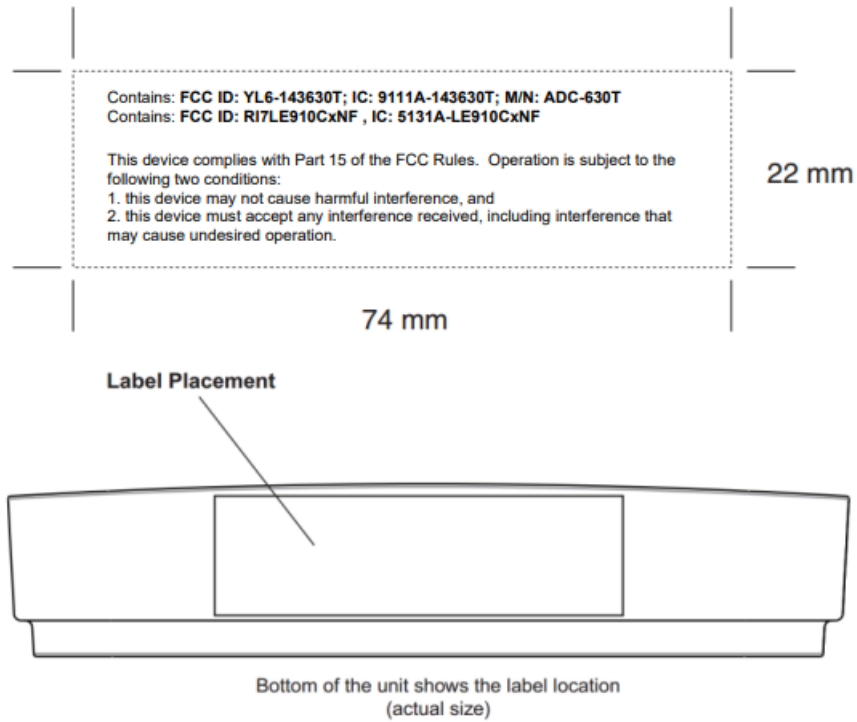 Contains: FCC ID: YL6-143630T; IC: 9111A-143630T; M/N: ADC-630T
Contains: FCC ID: RI7LE910CxNF , IC: 5131A-LE910CxNF
This device complies with Part 15 of the FCC Rules.  Operation is subject to the
following two conditions:
1. this device may not cause harmful interference, and
2. this device must accept any interference received, including interference that
may cause undesired operation.
22 mm
74 mm
Label Placement
Bottom of the unit shows the label location
(actual size)